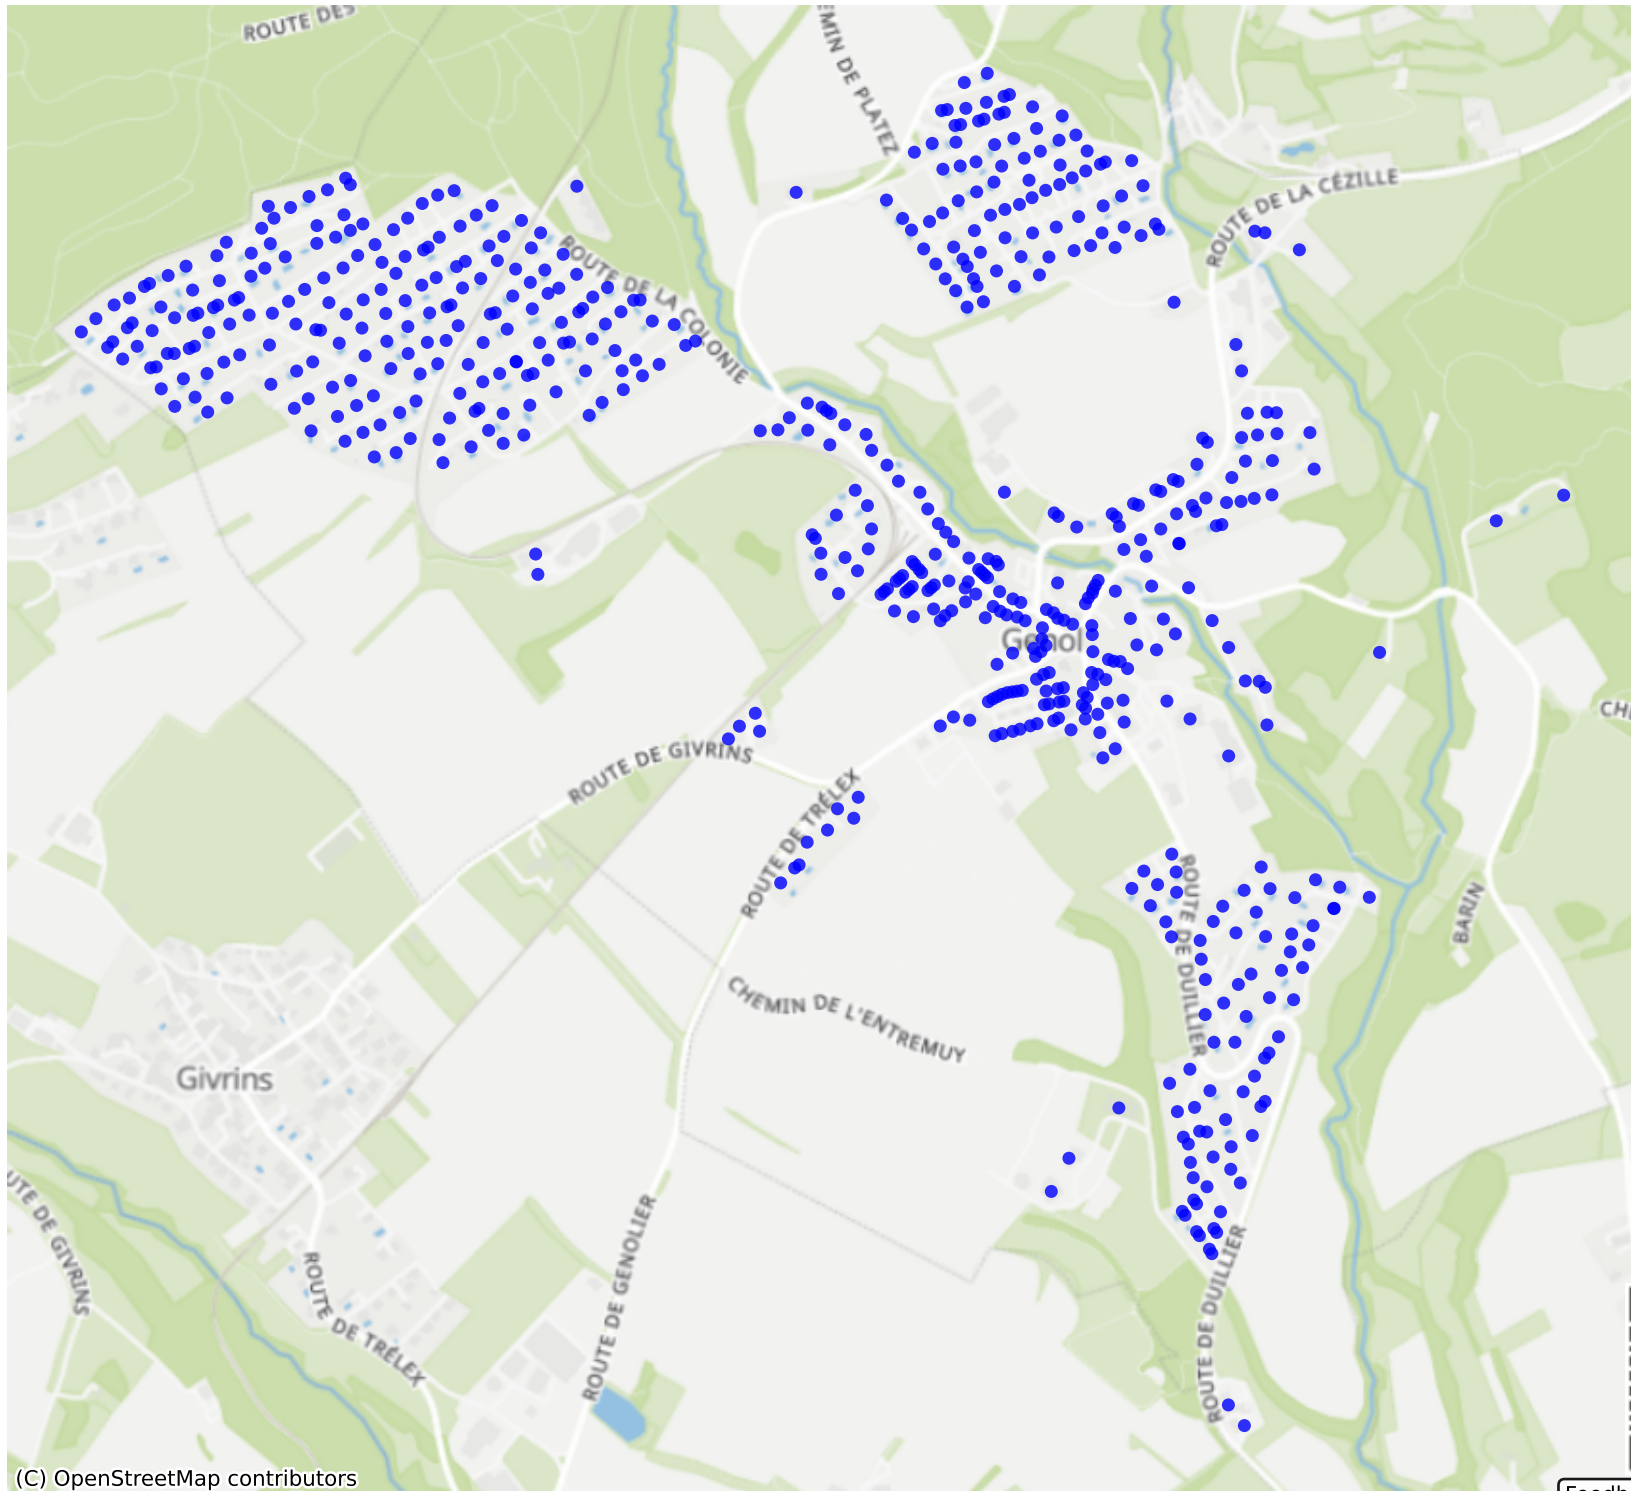 ROUTE DES
EMIN DE PLATEZ
ROUTE DE LA CÉZILLE
ROUTE DE LA COLONIE
ROUTE DE GIVRINS
CH
ROUTE DE TRÉLEX
ROUTE DE DUILLIER
BARIN
CHEMIN DE L'ENTREMUY
Givrins
UTE DE GIVRINS
ROUTE DE TRÉLEX
ROUTE DE GENOLIER
ROUTE DE DUILLIER
(C) OpenStreetMap contributors